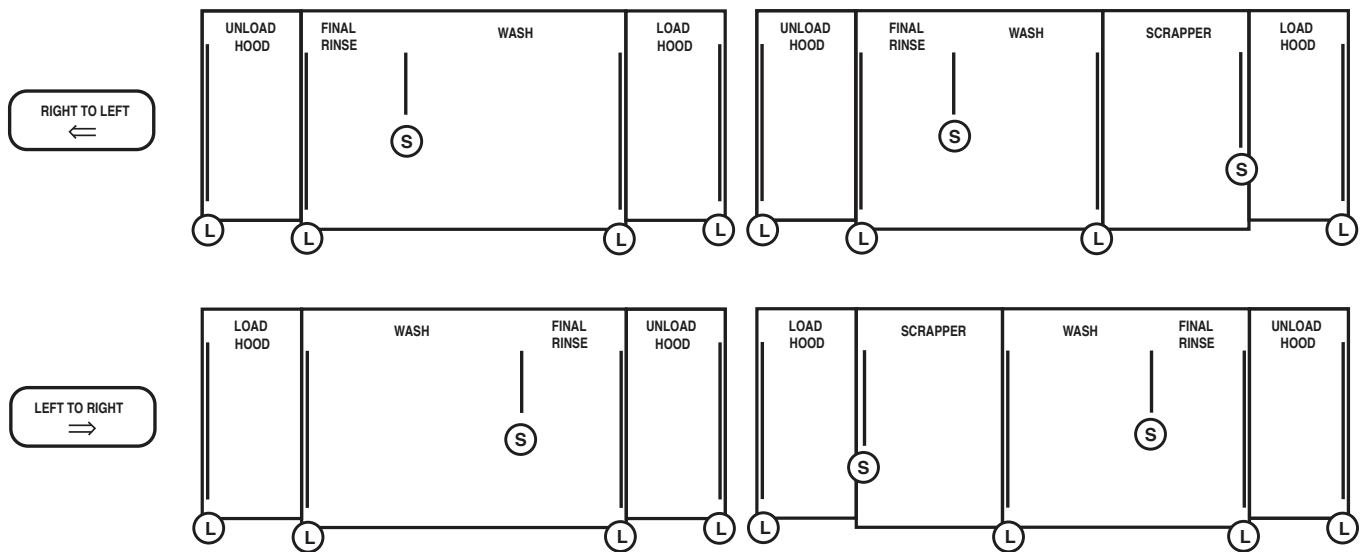 UNLOAD
HOOD
FINAL
RINSE
WASH
LOAD
HOOD
S
L
L
L
L
UNLOAD
HOOD
FINAL
RINSE
WASH
SCRAPPER
LOAD
HOOD
S
S
L
L
L
L
RIGHT TO LEFT
⇐
LOAD
HOOD
WASH
FINAL
RINSE
UNLOAD
HOOD
S
L
L
L
L
LOAD
HOOD
SCRAPPER
WASH
FINAL
RINSE
UNLOAD
HOOD
S
S
L
L
L
L
LEFT TO RIGHT
⇒